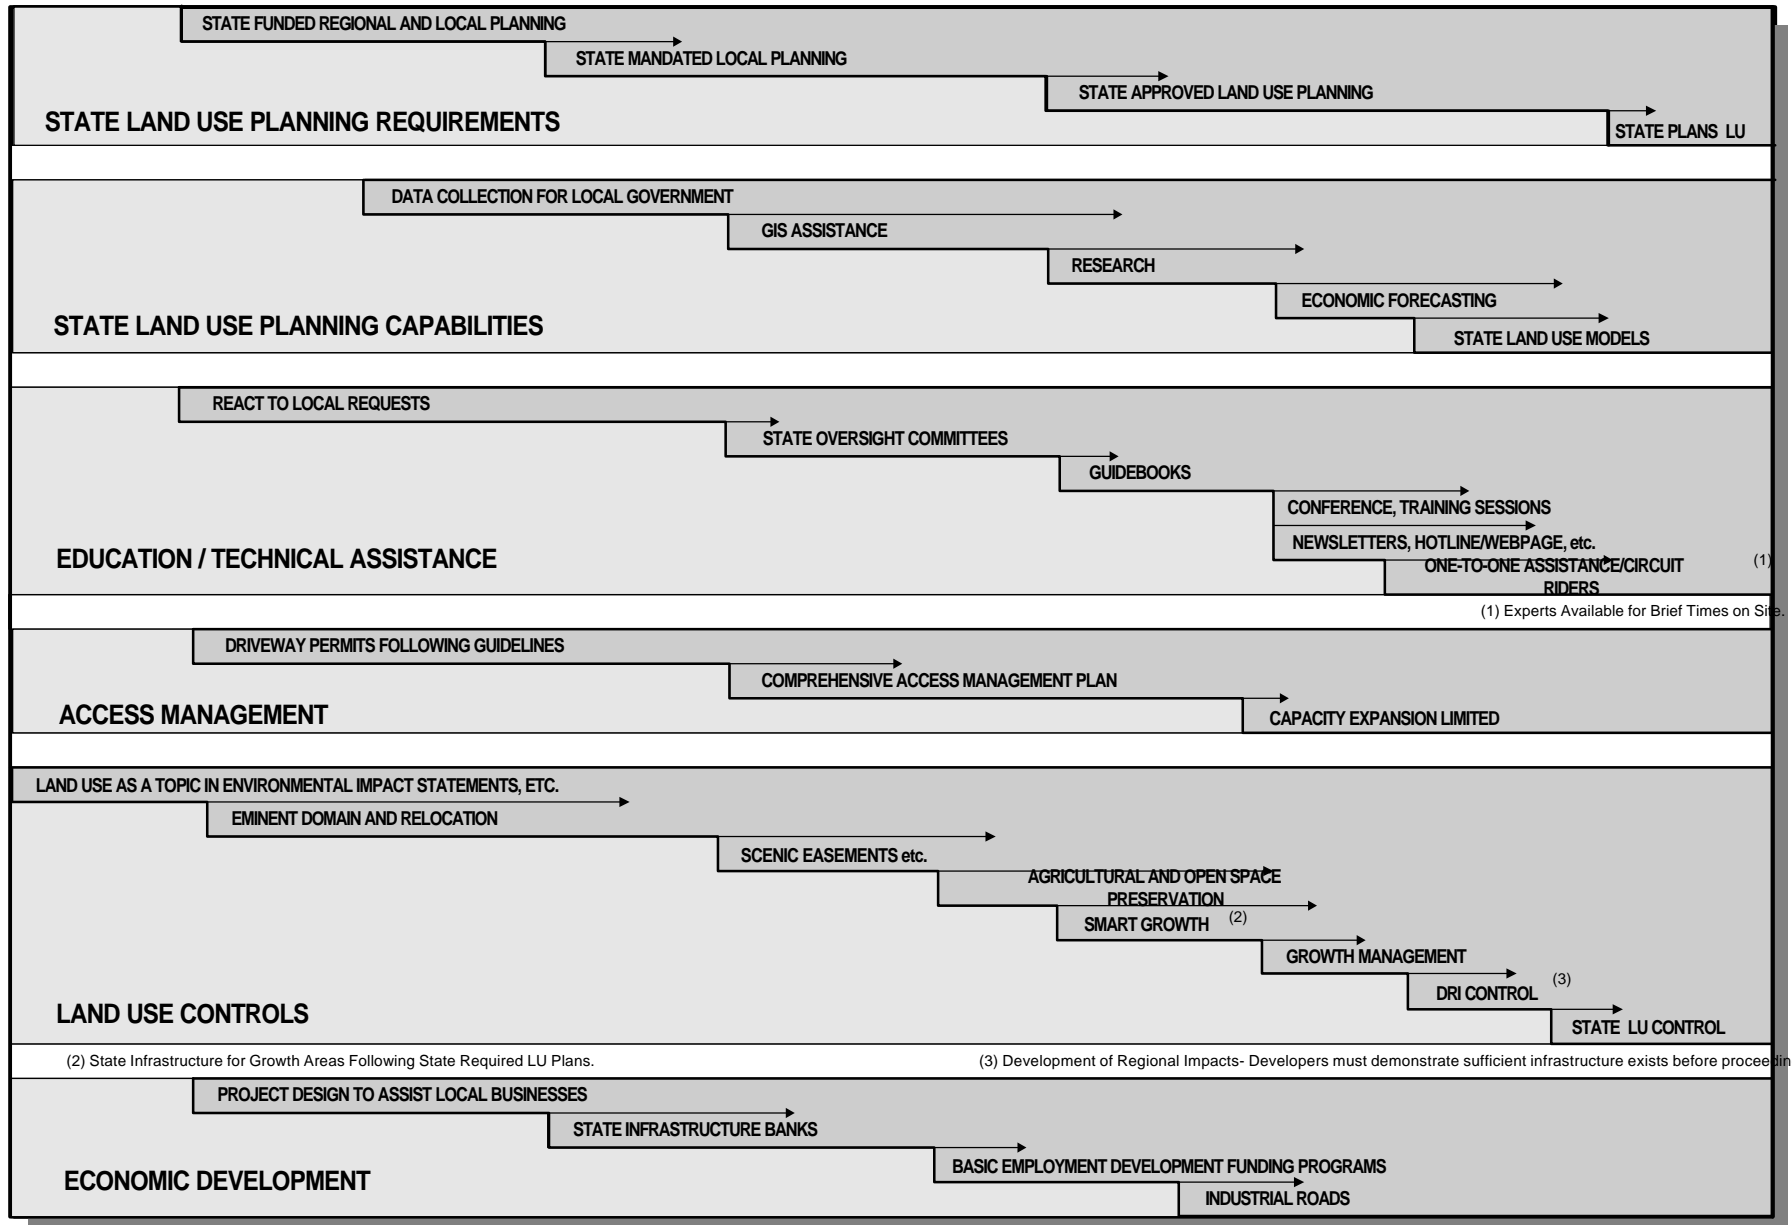 STATE FUNDED REGIONAL AND LOCAL PLANNING
STATE MANDATED LOCAL PLANNING
STATE APPROVED LAND USE PLANNING
STATE LAND USE PLANNING REQUIREMENTS
STATE PLANS LU
DATA COLLECTION FOR LOCAL GOVERNMENT
GIS ASSISTANCE
RESEARCH
ECONOMIC FORECASTING
STATE LAND USE PLANNING CAPABILITIES
STATE LAND USE MODELS
REACT TO LOCAL REQUESTS
STATE OVERSIGHT COMMITTEES
GUIDEBOOKS
CONFERENCE, TRAINING SESSIONS
NEWSLETTERS, HOTLINE/WEBPAGE, etc.
EDUCATION / TECHNICAL ASSISTANCE
ONE-TO-ONE ASSISTANCE/CIRCUIT (1)
RIDERS
(1) Experts Available for Brief Times on Site.
DRIVEWAY PERMITS FOLLOWING GUIDELINES
COMPREHENSIVE ACCESS MANAGEMENT PLAN
ACCESS MANAGEMENT
CAPACITY EXPANSION LIMITED
LAND USE AS A TOPIC IN ENVIRONMENTAL IMPACT STATEMENTS, ETC.
EMINENT DOMAIN AND RELOCATION
SCENIC EASEMENTS etc.
AGRICULTURAL AND OPEN SPACE
PRESERVATION
SMART GROWTH (2)
GROWTH MANAGEMENT
DRI CONTROL (3)
LAND USE CONTROLS
STATE LU CONTROL
(2) State Infrastructure for Growth Areas Following State Required LU Plans.
(3) Development of Regional Impacts- Developers must demonstrate sufficient infrastructure exists before proceedin
PROJECT DESIGN TO ASSIST LOCAL BUSINESSES
STATE INFRASTRUCTURE BANKS
BASIC EMPLOYMENT DEVELOPMENT FUNDING PROGRAMS
ECONOMIC DEVELOPMENT
INDUSTRIAL ROADS